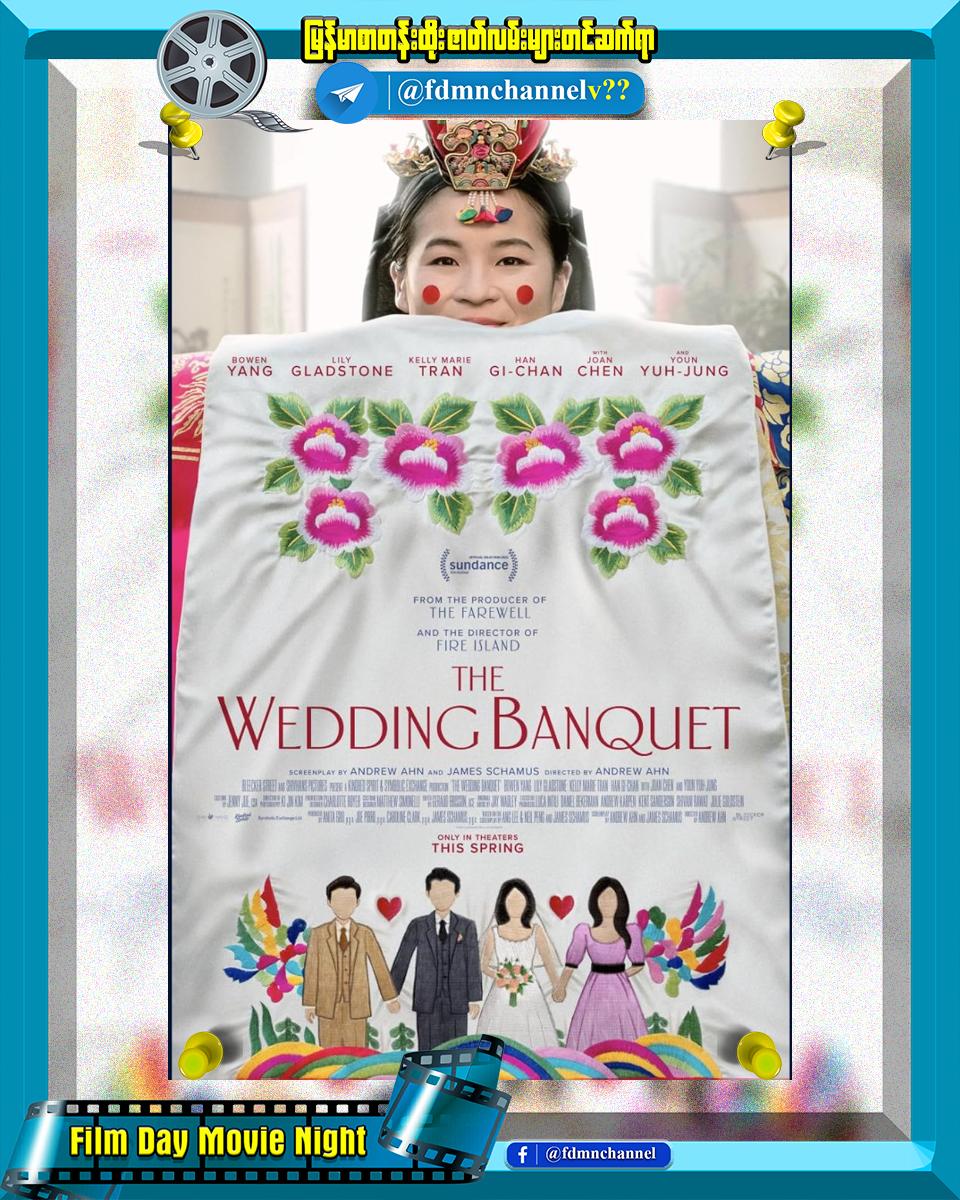 မြန်မာစာတန်းထိုးဇာတ်လမ်းများတင်ဆက်ရာ
@fdmnchannelv??
BOWEN YANG
LILY GLADSTONE
KELLY MARIE TRAN
HAN GI-CHAN
WITH JOAN CHEN
AND YOUN YUH-JUNG
sundance
FROM THE PRODUCER OF
THE FAREWELL
AND THE DIRECTOR OF
FIRE ISLAND
THE
WEDDING BANQUET
SCREENPLAY BY ANDREW AHN AND JAMES SCHAMUS DIRECTED BY ANDREW AHN
ONLY IN THEATERS
THIS SPRING
Film Day Movie Night
@fdmnchannel